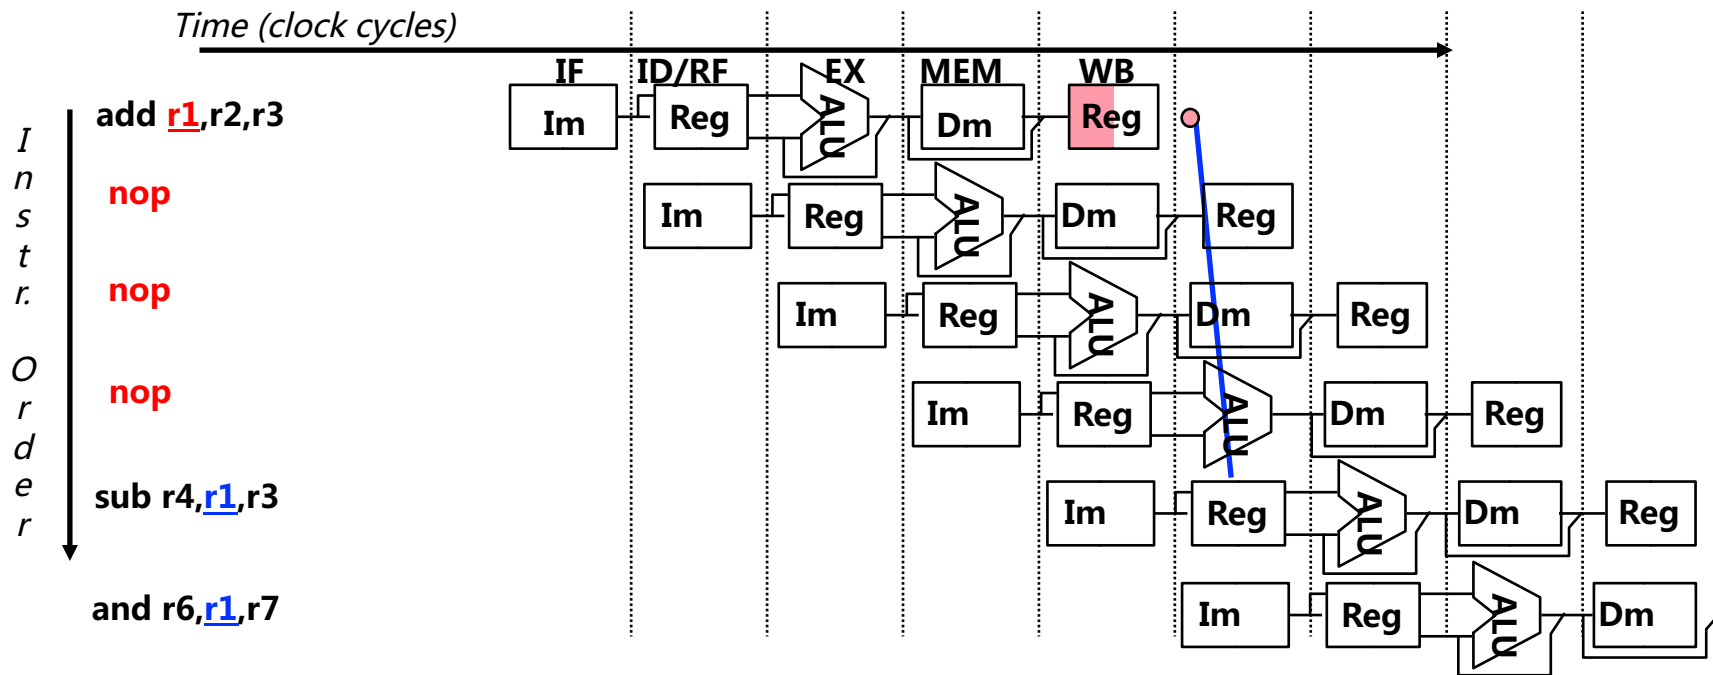 Time (clock cycles)
IF ID/RF EX MEM WB
Instr. Order
add r1,r2,r3
Im Reg ALU Dm Reg
nop
Im Reg ALU Dm Reg
nop
Im Reg ALU Dm Reg
nop
Im Reg ALU Dm Reg
sub r4,r1,r3
Im Reg ALU Dm Reg
and r6,r1,r7
Im Reg ALU Dm